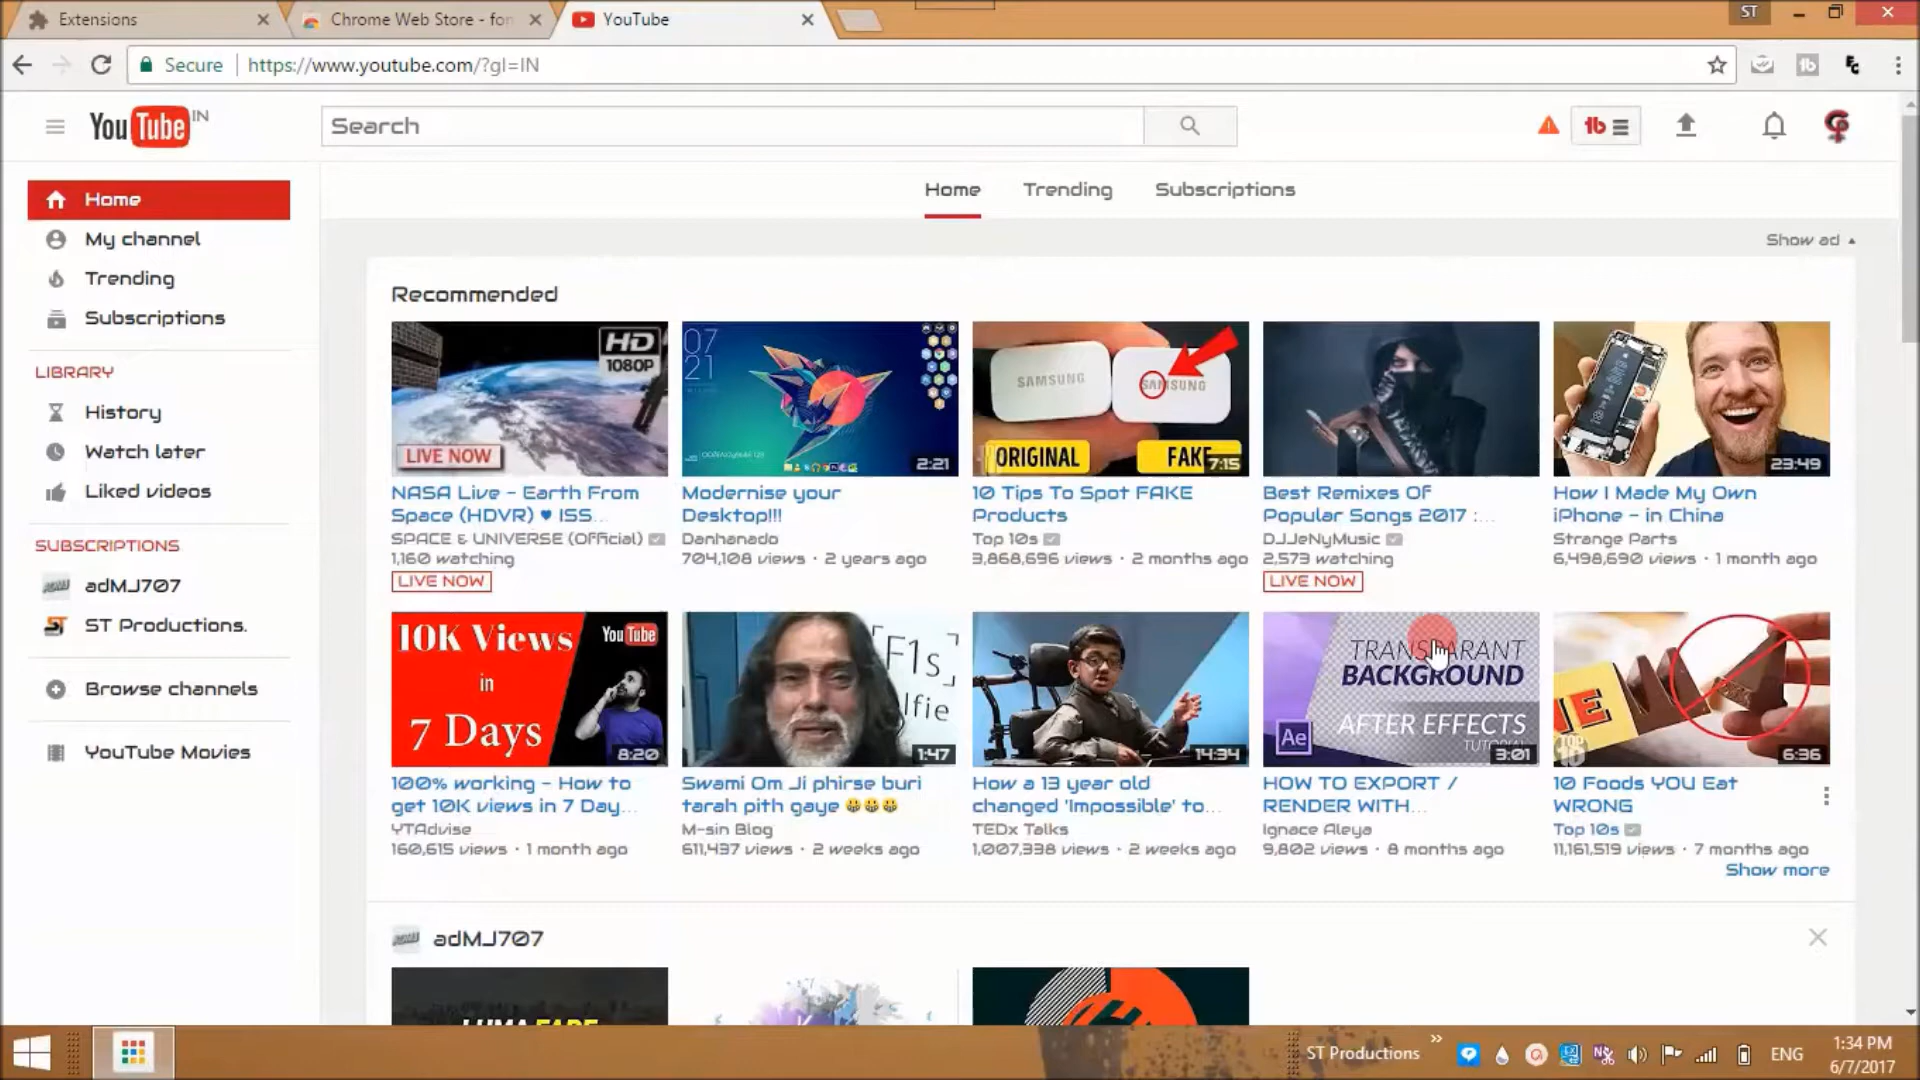 Extensions
Chrome Web Store - fon
YouTube
ST
Secure
https://www.youtube.com/?gl=IN
YouTube IN
Search
Home
Trending
Subscriptions
Show ad
Home
My channel
Trending
Subscriptions
LIBRARY
History
Watch later
Liked videos
SUBSCRIPTIONS
adMJ707
ST Productions.
Browse channels
YouTube Movies
Recommended
HD
1080P
LIVE NOW
NASA Live - Earth From
Space (HDVR) ♥ ISS...
SPACE & UNIVERSE (Official)
1,160 watching
LIVE NOW
07
21
2:21
Modernise your
Desktop!!!
Danhanado
704,108 views • 2 years ago
SAMSUNG
SAMSUNG
ORIGINAL
FAKE
7:15
10 Tips To Spot FAKE
Products
Top 10s
3,868,696 views • 2 months ago
Best Remixes Of
Popular Songs 2017 :...
DJJeNyMusic
2,573 watching
LIVE NOW
23:49
How I Made My Own
iPhone - in China
Strange Parts
6,498,690 views • 1 month ago
10K Views
in
7 Days
YouTube
8:20
100% working - How to
get 10K views in 7 Day...
YTAdvise
160,615 views • 1 month ago
F1s
lfie
1:47
Swami Om Ji phirse buri
tarah pith gaye 😀😀😀
M-sin Blog
611,437 views • 2 weeks ago
14:34
How a 13 year old
changed 'Impossible' to...
TEDx Talks
1,007,338 views • 2 weeks ago
TRANSPARANT
BACKGROUND
AFTER EFFECTS
TUTORIAL
Ae
3:01
HOW TO EXPORT /
RENDER WITH...
Ignace Aleya
9,802 views • 8 months ago
TOP
10
6:36
10 Foods YOU Eat
WRONG
Top 10s
11,161,519 views • 7 months ago
Show more
adMJ707
LUMA FADE
ST Productions
ENG
1:34 PM
6/7/2017